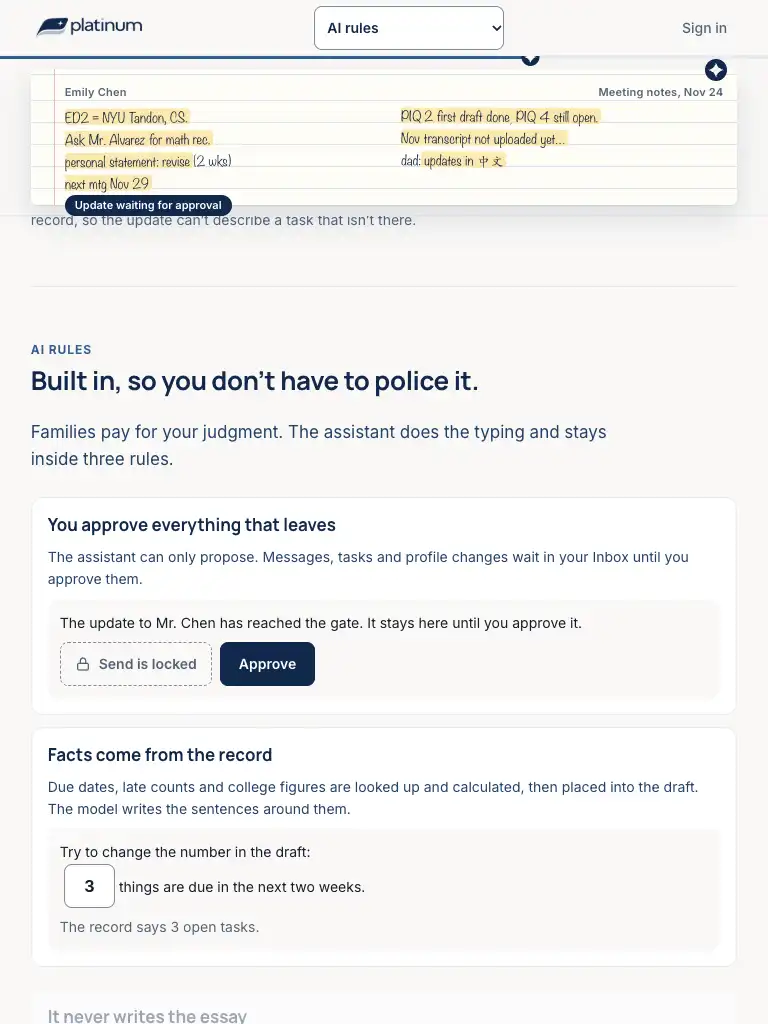 platinum
AI rules
Sign in
Emily Chen
Meeting notes, Nov 24
ED2 = NYU Tandon, CS.
Ask Mr. Alvarez for math rec.
personal statement: revise (2 wks)
next mtg Nov 29
PIQ 2 first draft done, PIQ 4 still open.
Nov transcript not uploaded yet...
dad: updates in 中文
Update waiting for approval
record, so the update can't describe a task that isn't there.
AI RULES
Built in, so you don't have to police it.
Families pay for your judgment. The assistant does the typing and stays
inside three rules.
You approve everything that leaves
The assistant can only propose. Messages, tasks and profile changes wait in your Inbox until you
approve them.
The update to Mr. Chen has reached the gate. It stays here until you approve it.
Send is locked
Approve
Facts come from the record
Due dates, late counts and college figures are looked up and calculated, then placed into the draft.
The model writes the sentences around them.
Try to change the number in the draft:
3 things are due in the next two weeks.
The record says 3 open tasks.
It never writes the essay